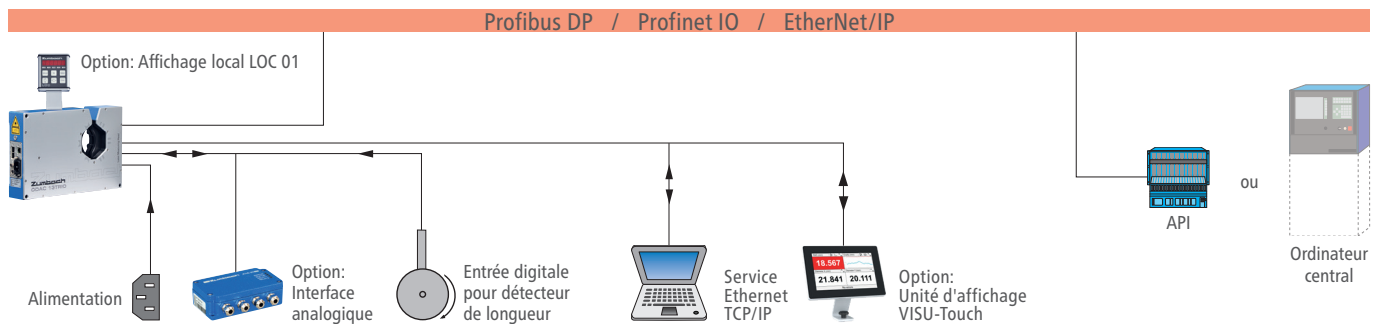 Profibus DP / Profinet IO / EtherNet/IP
Option: Affichage local LOC 01
Zumbach
ODAC 18TRIO
Alimentation
Option:
Interface
analogique
Entrée digitale
pour détecteur
de longueur
Service
Ethernet
TCP/IP
18.567
21.841 20.111
Option:
Unité d'affichage
VISU-Touch
API
ou
Ordinateur
central